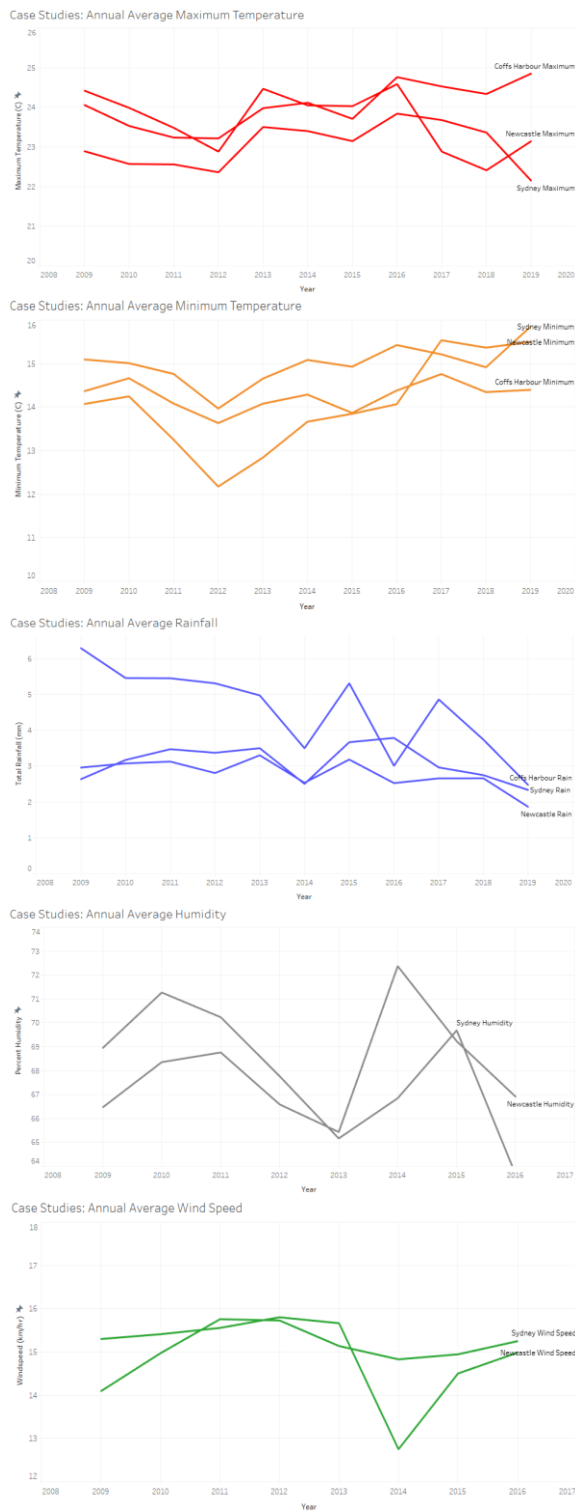 Case Studies: Annual Average Maximum Temperature
26
25
24
23
22
21
20
Maximum Temperature (C)
Coffs Harbour Maximum
Newcastle Maximum
Sydney Maximum
2008 2009 2010 2011 2012 2013 2014 2015 2016 2017 2018 2019 2020
Year
Case Studies: Annual Average Minimum Temperature
16
15
14
13
12
11
10
Minimum Temperature (C)
Sydney Minimum
Newcastle Minimum
Coffs Harbour Minimum
2008 2009 2010 2011 2012 2013 2014 2015 2016 2017 2018 2019 2020
Year
Case Studies: Annual Average Rainfall
6
5
4
3
2
1
0
Total Rainfall (mm)
Coffs Harbour Rain
Sydney Rain
Newcastle Rain
2008 2009 2010 2011 2012 2013 2014 2015 2016 2017 2018 2019 2020
Year
Case Studies: Annual Average Humidity
74
73
72
71
70
69
68
67
66
65
64
Percent Humidity
Sydney Humidity
Newcastle Humidity
2008 2009 2010 2011 2012 2013 2014 2015 2016 2017
Year
Case Studies: Annual Average Wind Speed
18
17
16
15
14
13
12
Windspeed (km/hr)
Sydney Wind Speed
Newcastle Wind Speed
2008 2009 2010 2011 2012 2013 2014 2015 2016 2017
Year